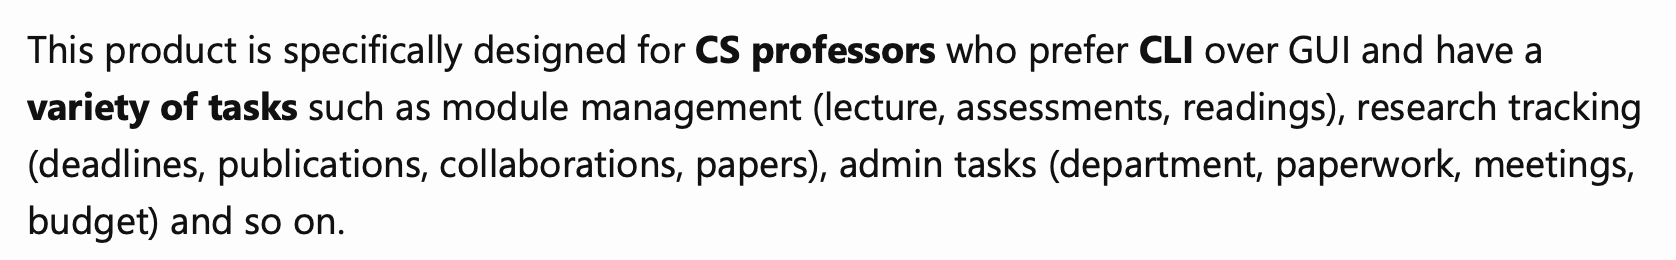 This product is specifically designed for CS professors who prefer CLI over GUI and have a
variety of tasks such as module management (lecture, assessments, readings), research tracking
(deadlines, publications, collaborations, papers), admin tasks (department, paperwork, meetings,
budget) and so on.